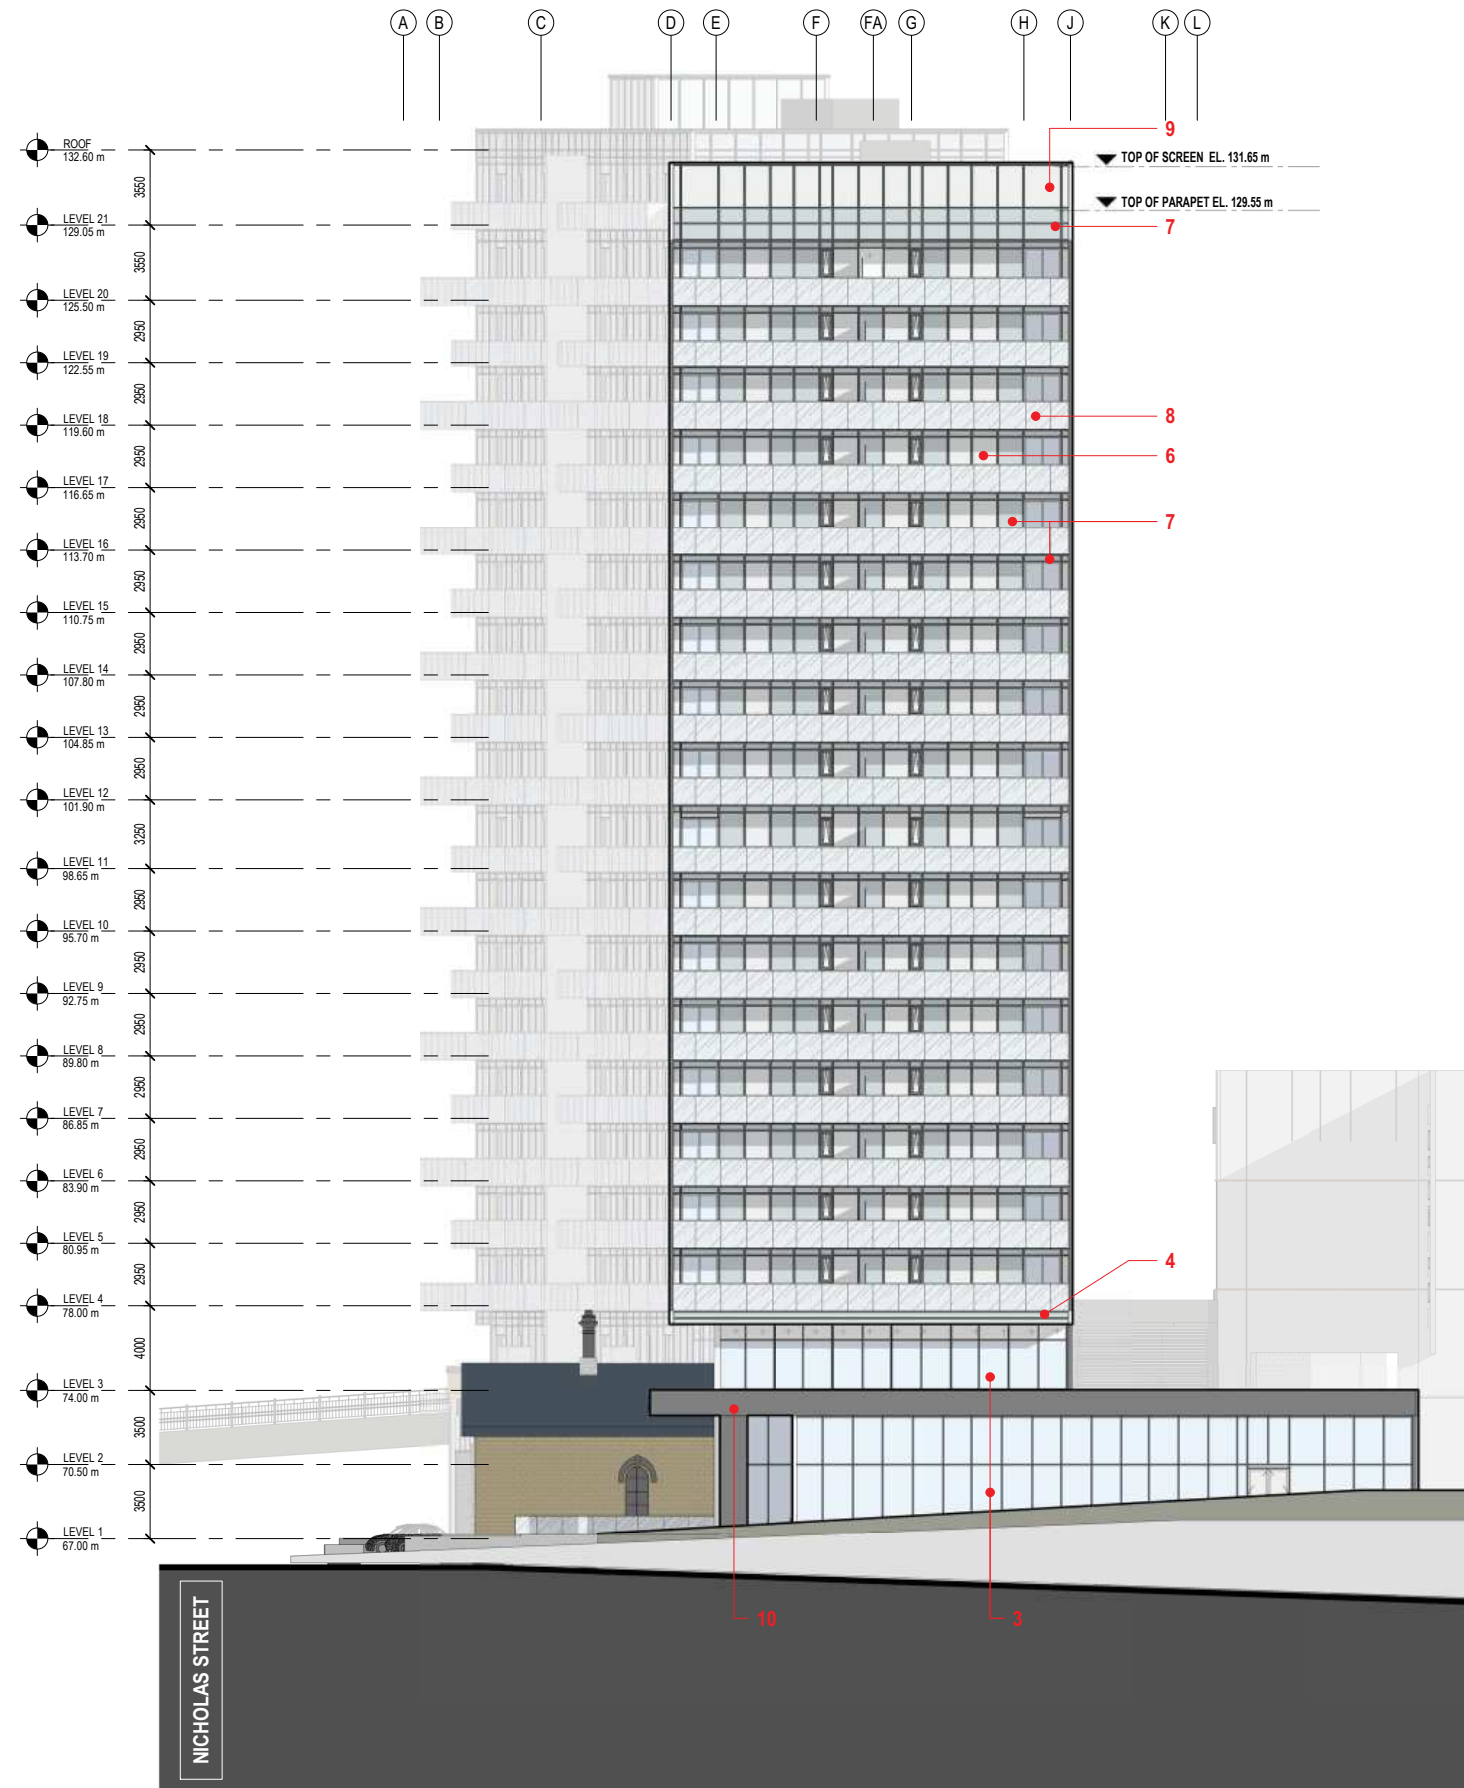 A B C D E F FA G H J K L
9
ROOF
132.60 m
TOP OF SCREEN EL. 131.65 m
3550
TOP OF PARAPET EL. 129.55 m
LEVEL 21
129.05 m
7
3550
LEVEL 20
125.50 m
2950
LEVEL 19
122.55 m
2950
LEVEL 18
119.60 m
8
2950
6
LEVEL 17
116.65 m
2950
7
LEVEL 16
113.70 m
2950
LEVEL 15
110.75 m
2950
LEVEL 14
107.80 m
2950
LEVEL 13
104.85 m
2950
LEVEL 12
101.90 m
3250
LEVEL 11
98.65 m
2950
LEVEL 10
95.70 m
2950
LEVEL 9
92.75 m
2950
LEVEL 8
89.80 m
2950
LEVEL 7
86.85 m
2950
LEVEL 6
83.90 m
2950
LEVEL 5
80.95 m
4
2950
LEVEL 4
78.00 m
4000
LEVEL 3
74.00 m
3500
LEVEL 2
70.50 m
3500
LEVEL 1
67.00 m
10
3
NICHOLAS STREET